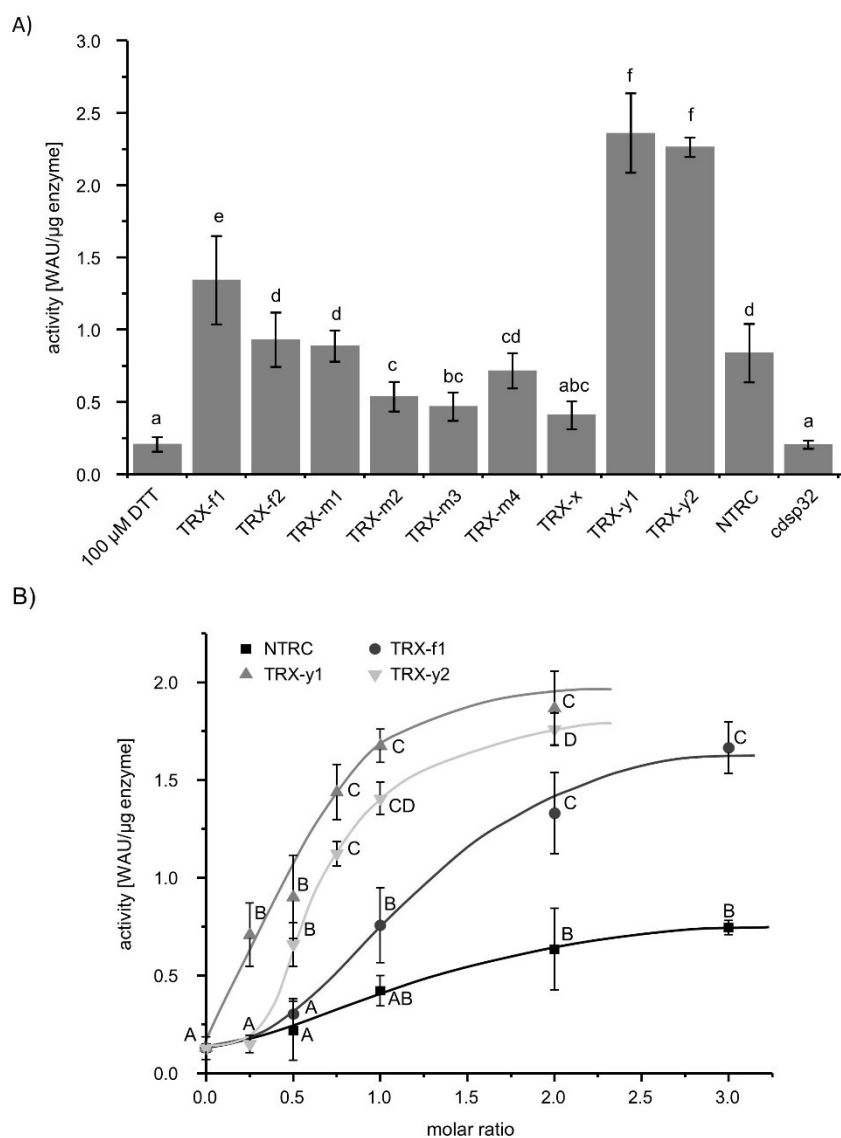 A)
3.0
2.5
2.0
1.5
1.0
0.5
0.0
activity [WAU/µg enzyme]
a
e
d
d
c
bc
cd
abc
f
f
d
a
100 µM DTT
TRX-f1
TRX-f2
TRX-m1
TRX-m2
TRX-m3
TRX-m4
TRX-x
TRX-y1
TRX-y2
NTRC
cdsp32
B)
NTRC
TRX-f1
TRX-y1
TRX-y2
2.0
1.5
1.0
0.5
0.0
activity [WAU/µg enzyme]
A
B
A
B
B
A
A
C
C
C
CD
B
AB
C
D
C
B
C
B
0.0
0.5
1.0
1.5
2.0
2.5
3.0
molar ratio